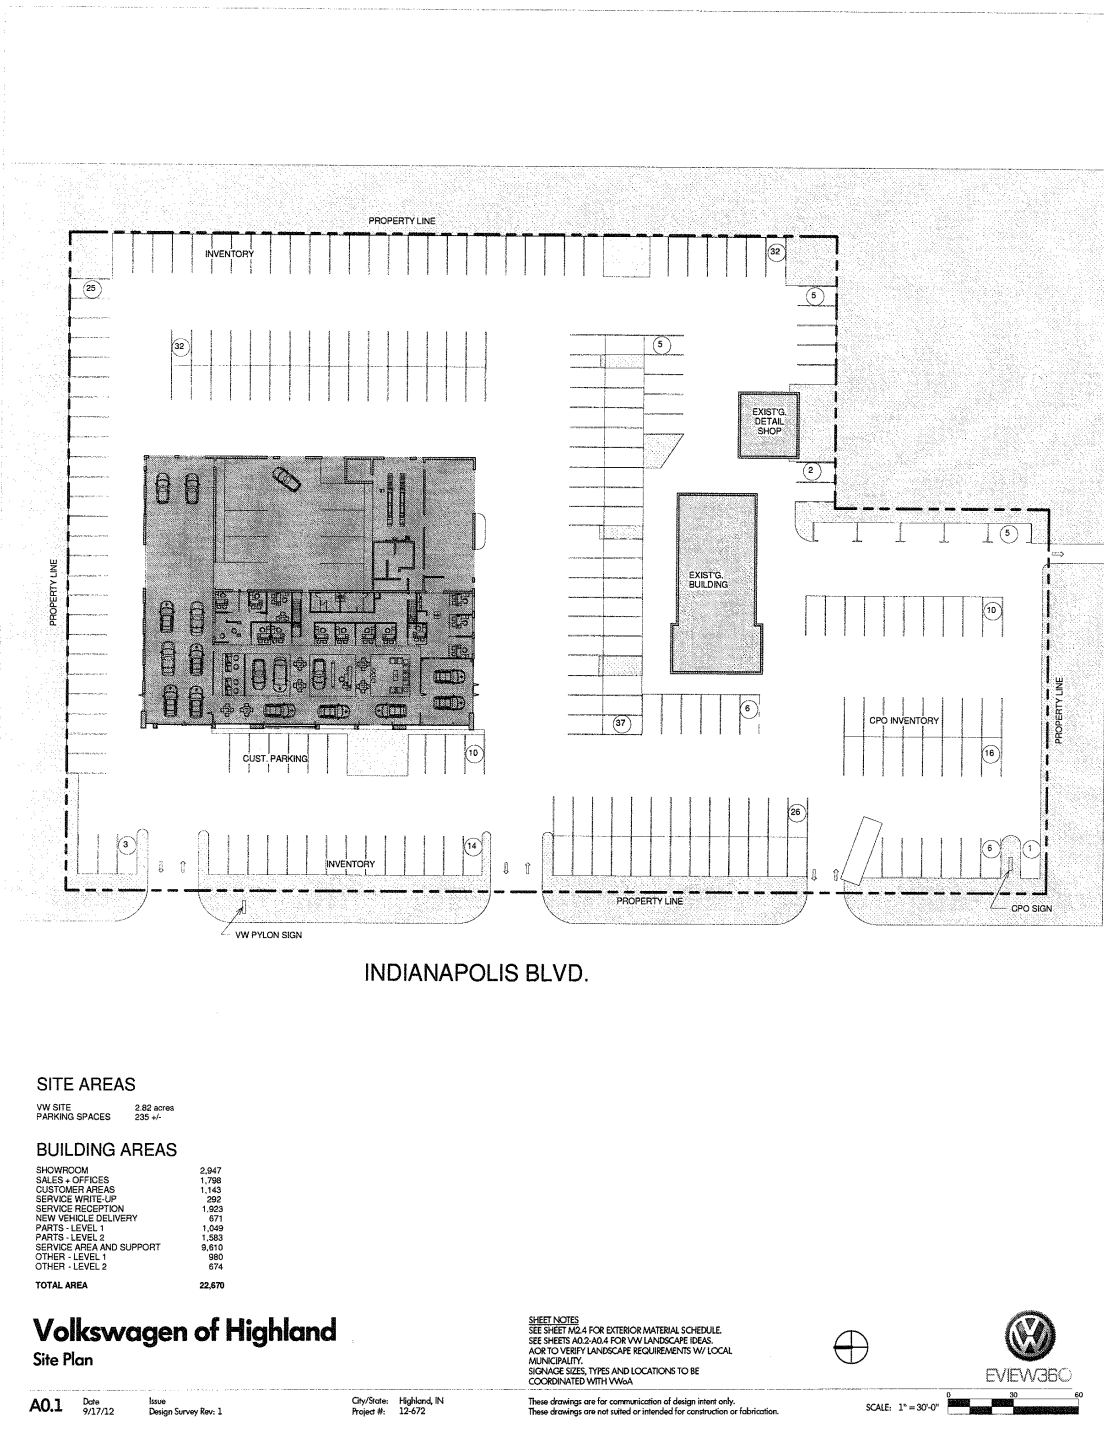 PROPERTY LINE
INVENTORY
32
25
5
32
5
EXIST'G.
DETAIL
SHOP
2
5
EXIST'G.
BUILDING
PROPERTY LINE
10
PROPERTY LINE
6
CPO INVENTORY
37
10
CUST. PARKING
16
26
3
14
6
1
INVENTORY
PROPERTY LINE
CPO SIGN
VW PYLON SIGN
INDIANAPOLIS BLVD.
SITE AREAS
VW SITE 2.82 acres
PARKING SPACES 235 +/-
BUILDING AREAS
SHOWROOM 2,947
SALES + OFFICES 1,798
CUSTOMER AREAS 1,143
SERVICE WRITE-UP 292
SERVICE RECEPTION 1,923
NEW VEHICLE DELIVERY 671
PARTS - LEVEL 1 1,049
PARTS - LEVEL 2 1,583
SERVICE AREA AND SUPPORT 9,610
OTHER - LEVEL 1 980
OTHER - LEVEL 2 674
TOTAL AREA 22,670
Volkswagen of Highland
Site Plan
SHEET NOTES
SEE SHEET M2.4 FOR EXTERIOR MATERIAL SCHEDULE.
SEE SHEETS A0.2-A0.4 FOR VW LANDSCAPE IDEAS.
AOR TO VERIFY LANDSCAPE REQUIREMENTS W/ LOCAL
MUNICIPALITY.
SIGNAGE SIZES, TYPES AND LOCATIONS TO BE
COORDINATED WITH VWoA
EVIEW360
A0.1
Date
9/17/12
Issue
Design Survey Rev: 1
City/State: Highland, IN
Project #: 12-672
These drawings are for communication of design intent only.
These drawings are not suited or intended for construction or fabrication.
SCALE: 1" = 30'-0"
0 30 60